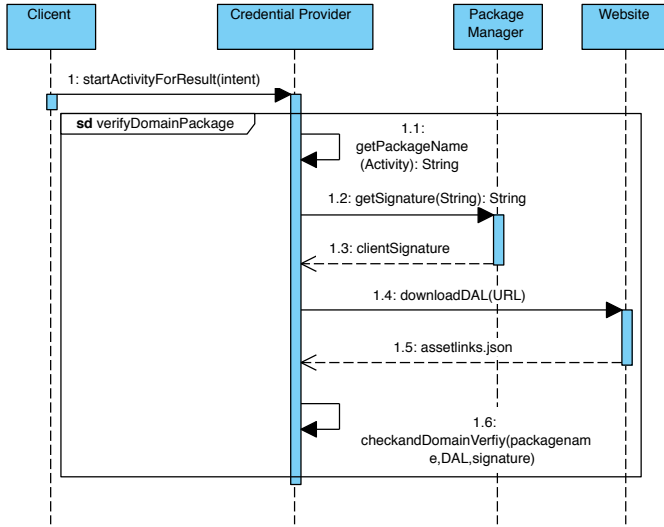 Clicent
Credential Provider
Package
Manager
Website
1: startActivityForResult(intent)
sd verifyDomainPackage
1.1:
getPackageName
(Activity): String
1.2: getSignature(String): String
1.3: clientSignature
1.4: downloadDAL(URL)
1.5: assetlinks.json
1.6:
checkandDomainVerfiy(packagenam
e,DAL,signature)